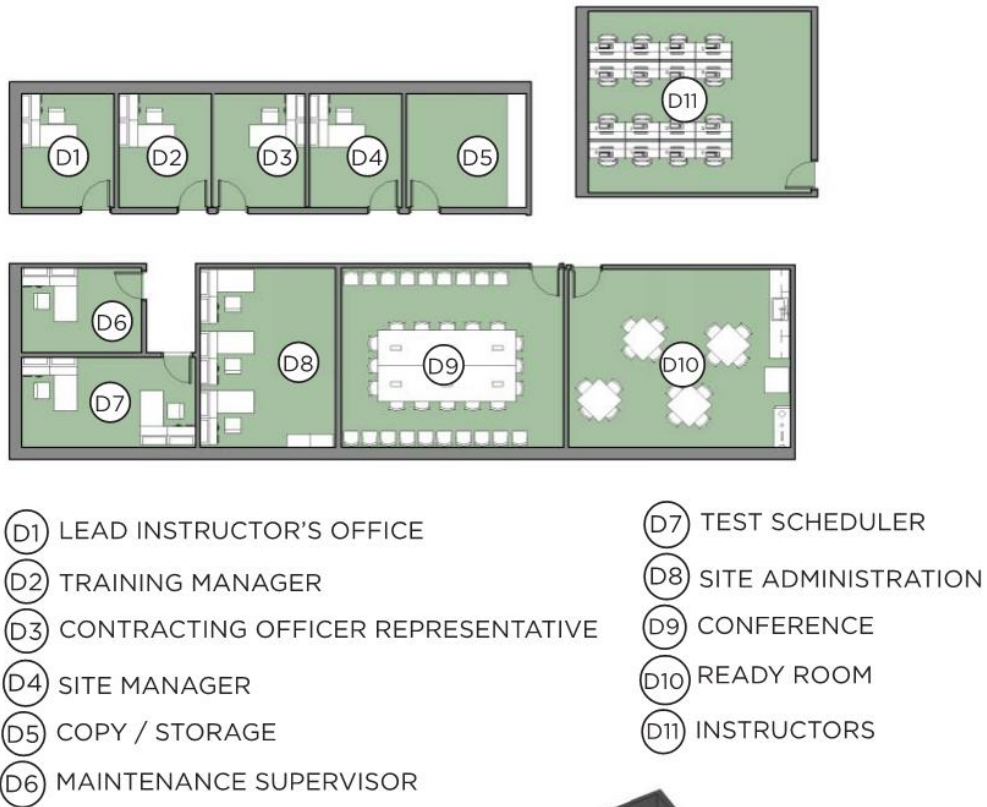 D1 D2 D3 D4 D5 D11
D6 D7 D8 D9 D10
D1 LEAD INSTRUCTOR'S OFFICE
D2 TRAINING MANAGER
D3 CONTRACTING OFFICER REPRESENTATIVE
D4 SITE MANAGER
D5 COPY / STORAGE
D6 MAINTENANCE SUPERVISOR
D7 TEST SCHEDULER
D8 SITE ADMINISTRATION
D9 CONFERENCE
D10 READY ROOM
D11 INSTRUCTORS